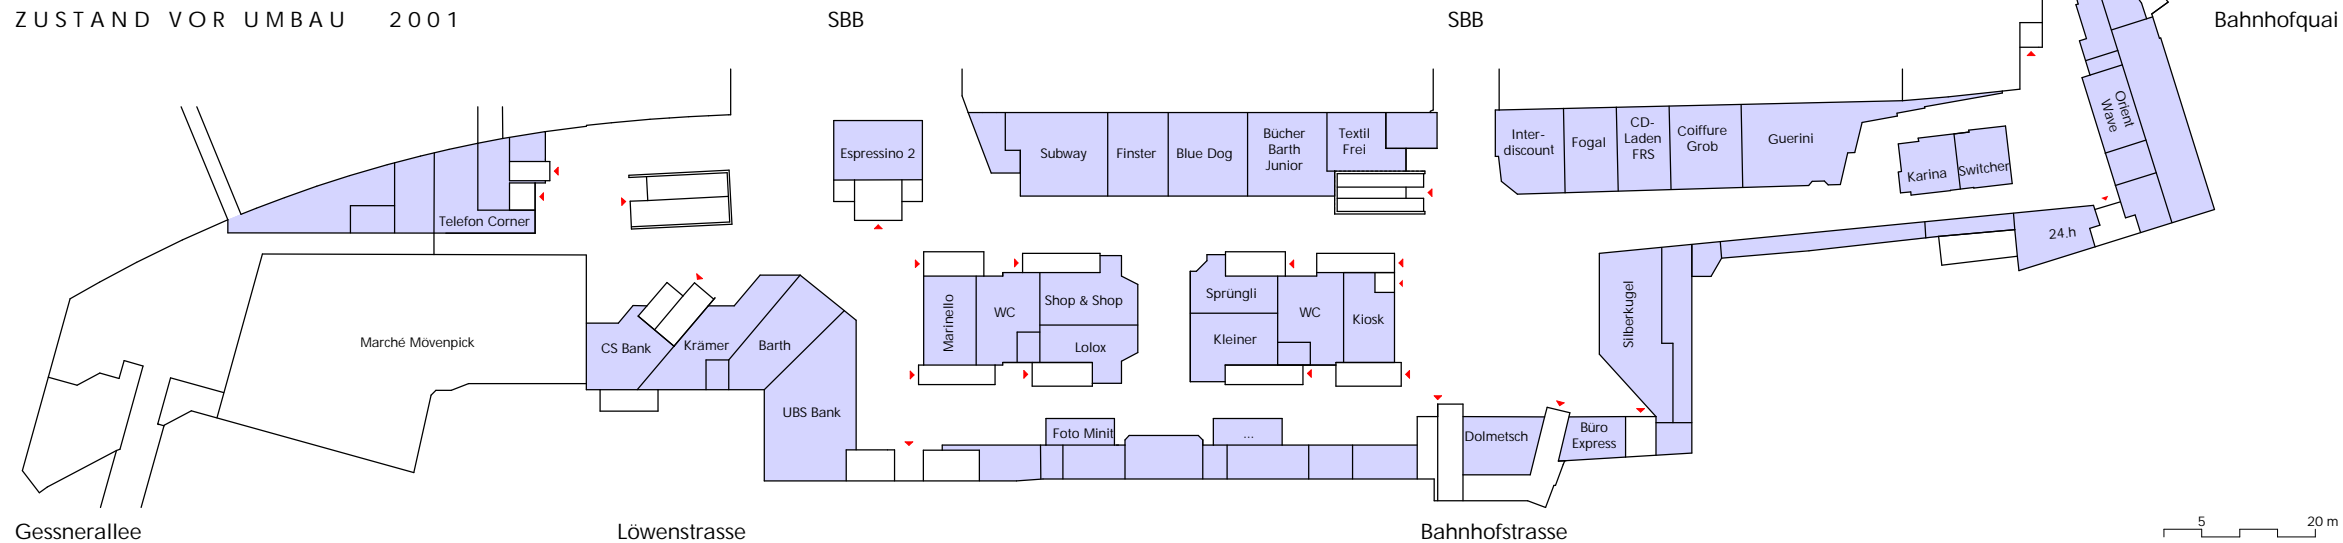 ZUSTAND VOR UMBAU 2001
SBB
SBB
Bahnhofquai
Espressino 2
Subway
Finster
Blue Dog
Bücher
Barth
Junior
Textil
Frei
Inter-
discount
Fogal
CD-
Laden
FRS
Coiffure
Grob
Guerini
Karina
Switcher
Orient
Wave
Telefon Corner
24.h
Marché Mövenpick
CS Bank
Krämer
Barth
UBS Bank
Marinello
WC
Shop & Shop
Lolox
Sprüngli
Kleiner
WC
Kiosk
Silberkugel
Foto Minit
...
Dolmetsch
Büro
Express
Gessnerallee
Löwenstrasse
Bahnhofstrasse
5
20 m